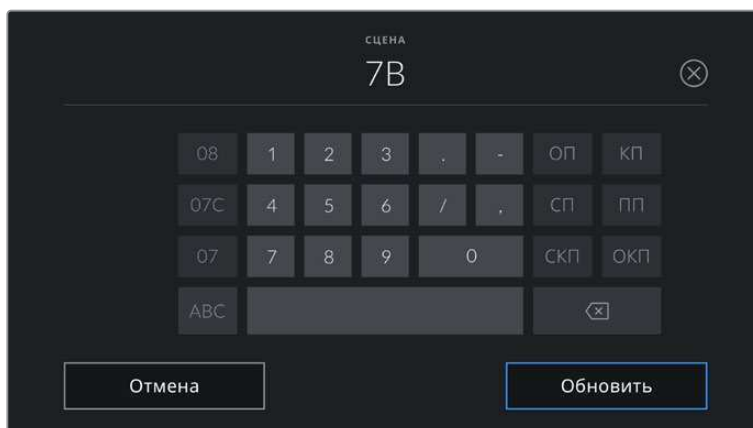 СЦЕНА
7B
08 1 2 3 . - ОП КП
07C 4 5 6 / , СП ПП
07 7 8 9 0 СКП ОКП
ABC
Отмена Обновить